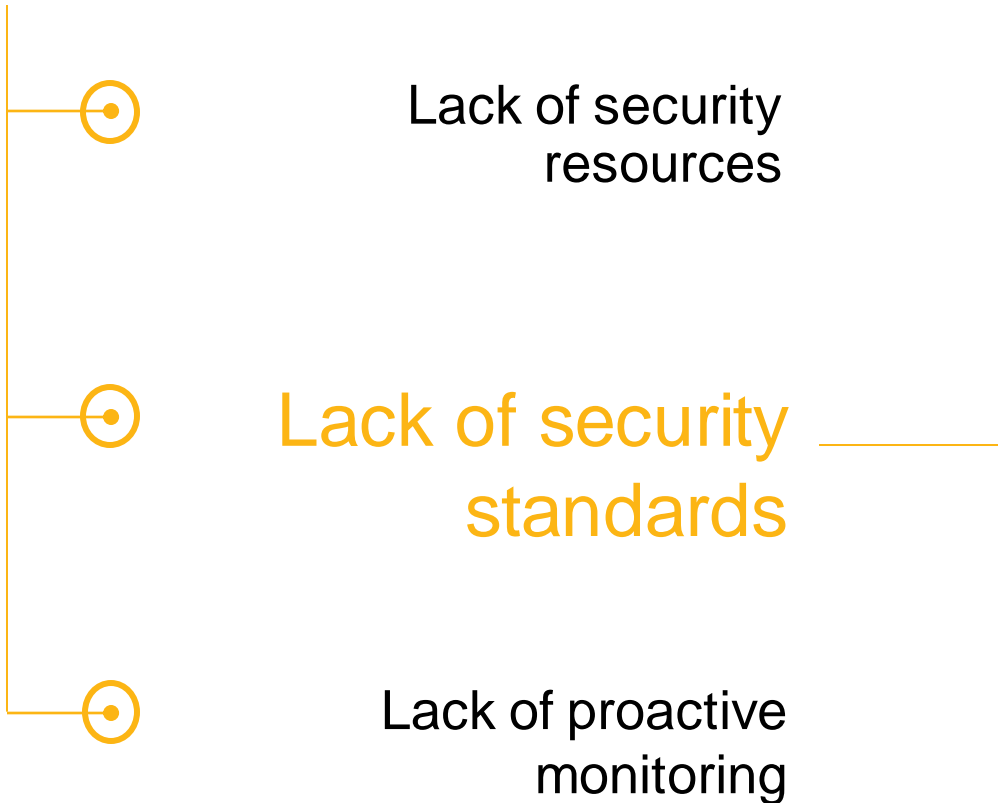 Lack of security
resources
Lack of security
standards
Lack of proactive
monitoring